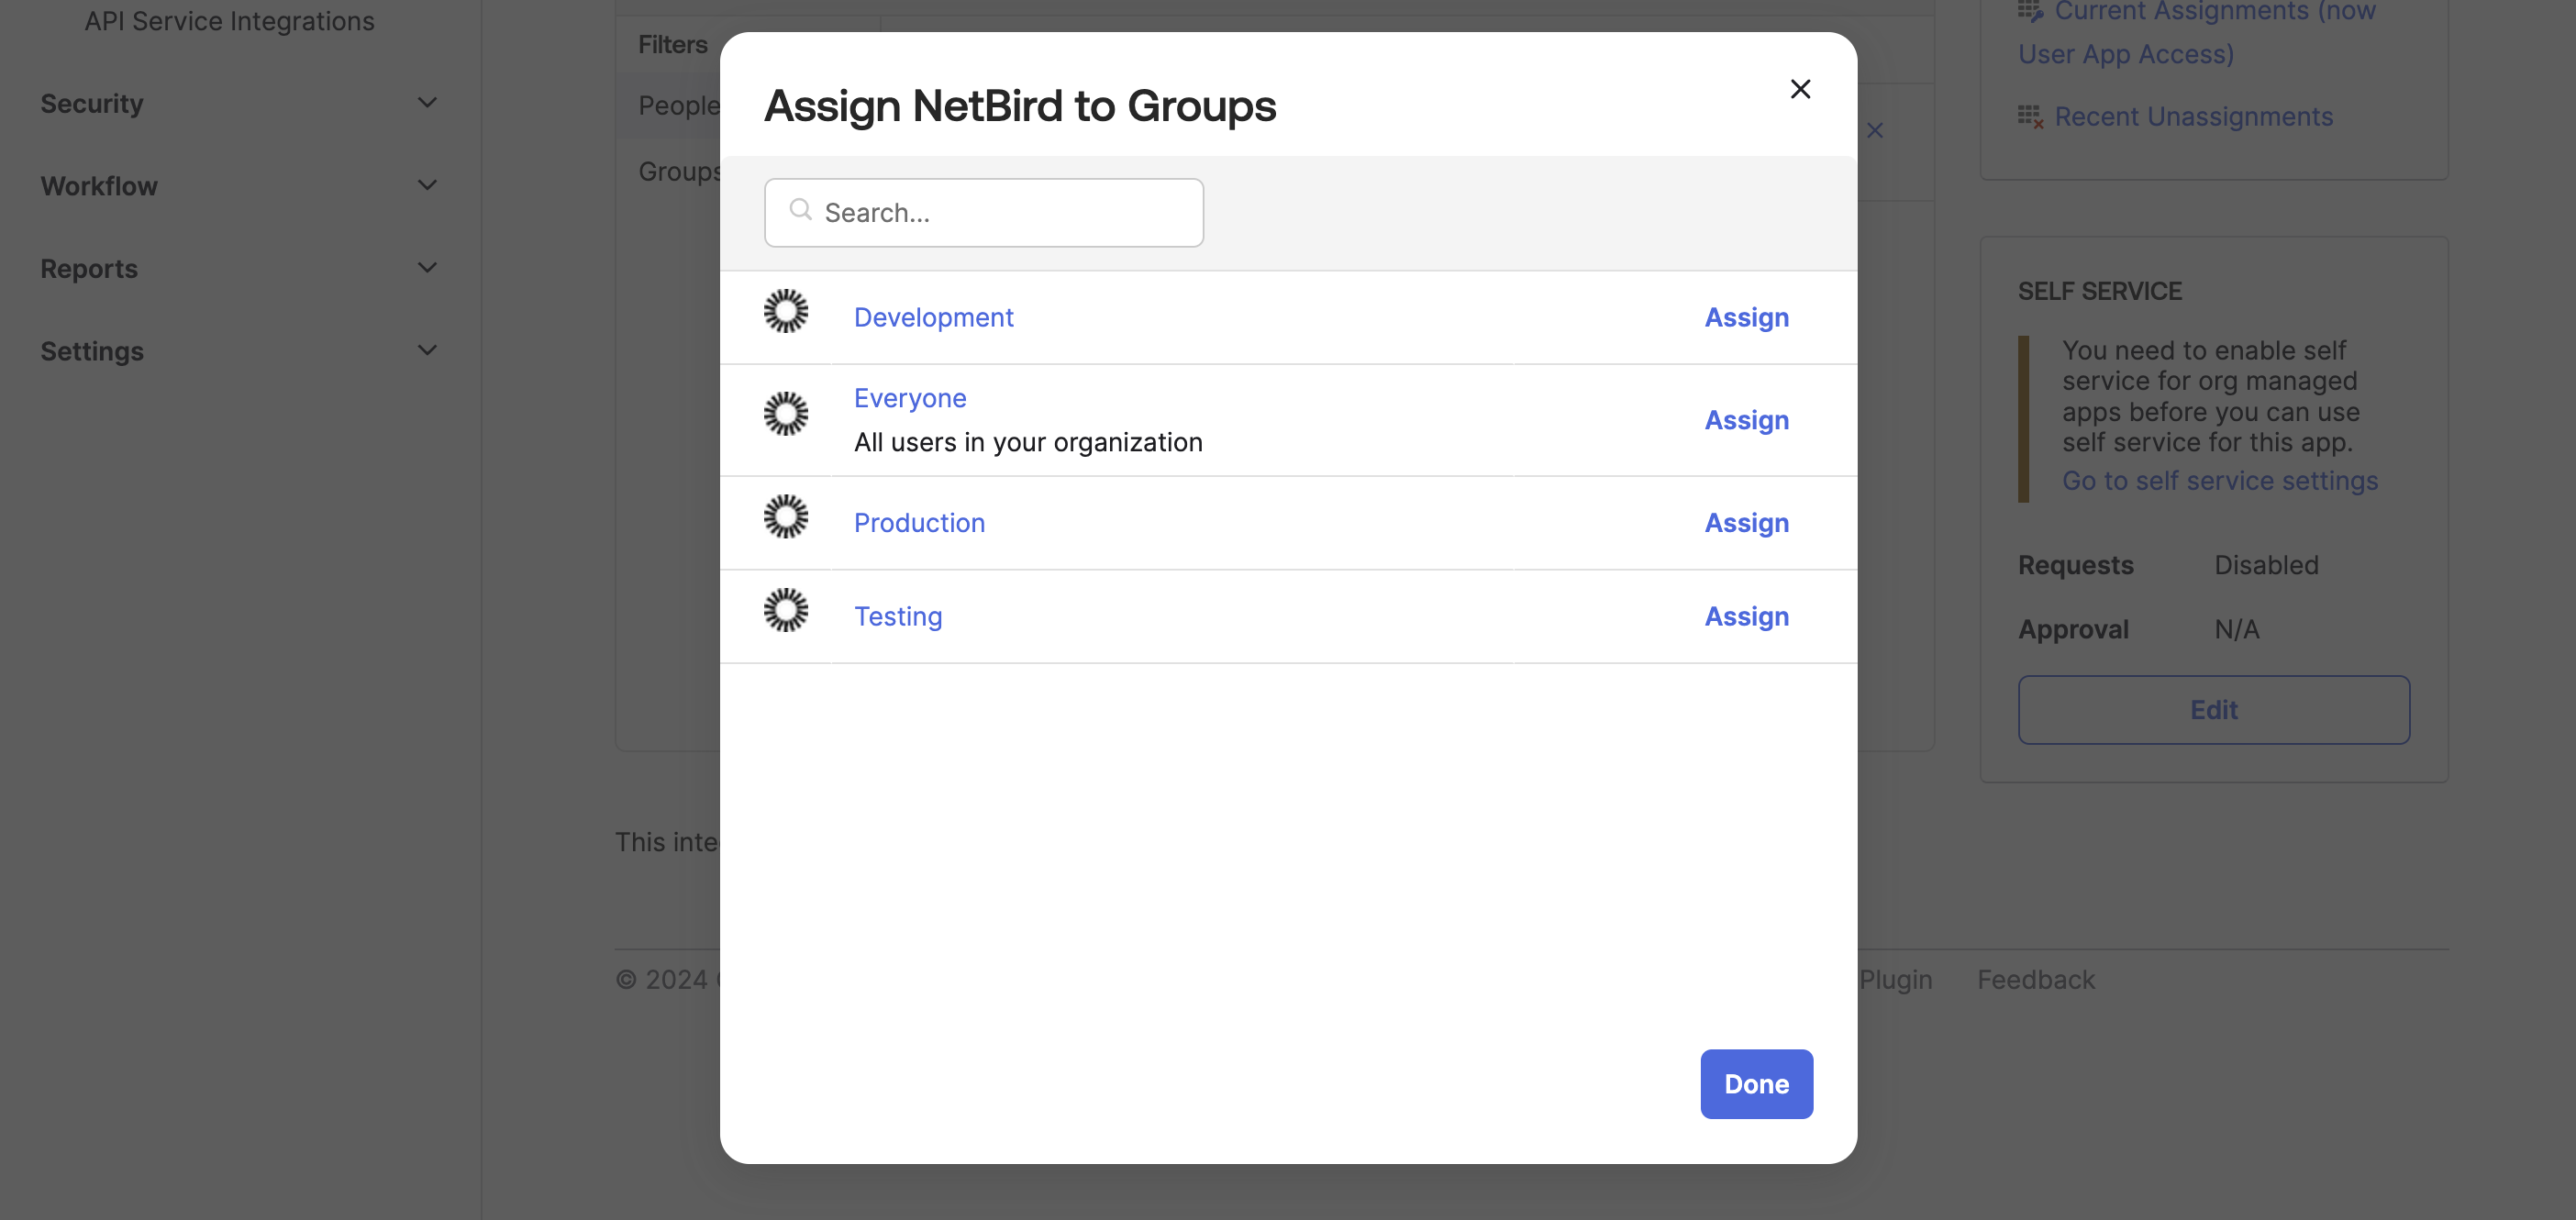 API Service Integrations
Security
Workflow
Reports
Settings
Filters
People
Groups
This inte
© 2024
Assign NetBird to Groups
Search...
Development
Assign
Everyone
All users in your organization
Assign
Production
Assign
Testing
Assign
Done
Current Assignments (now
User App Access)
Recent Unassignments
SELF SERVICE
You need to enable self
service for org managed
apps before you can use
self service for this app.
Go to self service settings
Requests Disabled
Approval N/A
Edit
Plugin Feedback